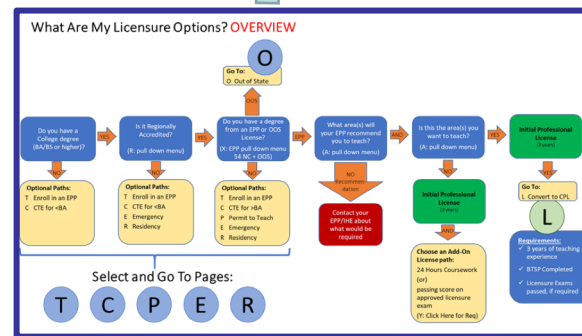 What Are My Licensure Options? OVERVIEW
O
Go To:
O Out of State
OOS
Do you have a
College degree
(BA/BS or higher)?
YES
Is it Regionally
Accredited?
(R: pull down menu)
YES
Do you have a degree
from an EPP or OOS
License?
(X: EPP pull down menu
54 NC + OOS)
EPP
What area(s) will
your EPP recommend
you to teach?
(A: pull down menu)
AND
Is this the area(s) you
want to teach?
(A: pull down menu)
YES
Initial Professional
License
(3 years)
NO
NO
NO
NO
Recommen-
dation
NO
YES
Optional Paths:
T Enroll in an EPP
C CTE for <BA
Optional Paths:
T Enroll in an EPP
C CTE for <BA
E Emergency
R Residency
Optional Paths:
T Enroll in an EPP
C CTE for >BA
P Permit to Teach
E Emergency
R Residency
Contact your
EPP/IHE about
what would be
required
Initial Professional
License
(3 years)
AND
Choose an Add-On
License path:
24 Hours Coursework
(or)
passing score on
approved licensure
exam
(Y: Click Here for Req)
Go To:
L Convert to CPL
L
Requirements:
✓ 3 years of teaching
experience
✓ BTSP Completed
✓ Licensure Exams
passed, if required
Select and Go To Pages:
T C P E R